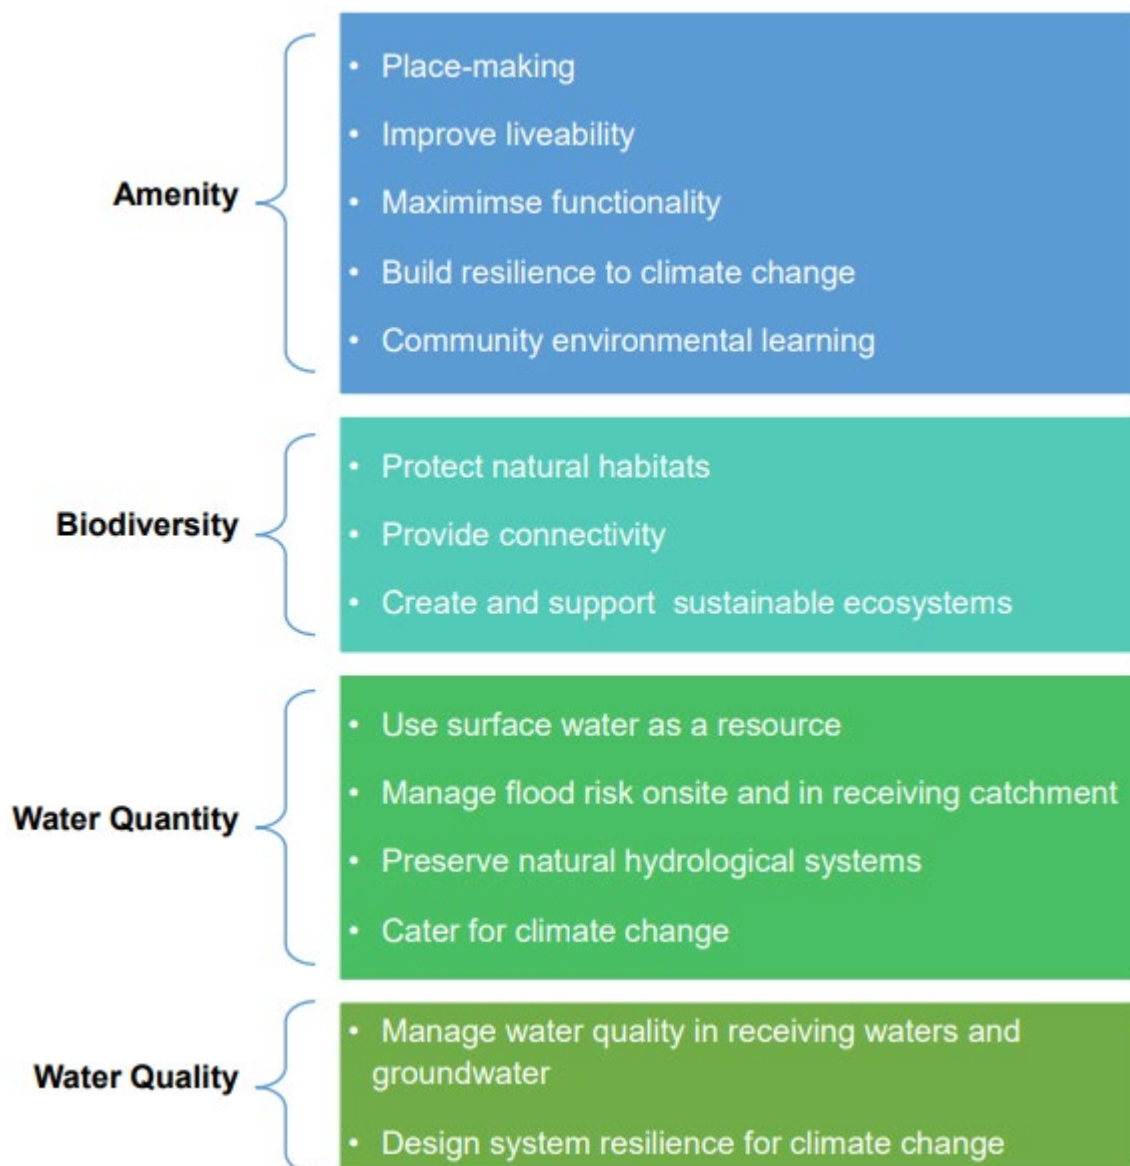 Amenity
• Place-making
• Improve liveability
• Maximimse functionality
• Build resilience to climate change
• Community environmental learning
Biodiversity
• Protect natural habitats
• Provide connectivity
• Create and support  sustainable ecosystems
Water Quantity
• Use surface water as a resource
• Manage flood risk onsite and in receiving catchment
• Preserve natural hydrological systems
• Cater for climate change
Water Quality
• Manage water quality in receiving waters and
groundwater
• Design system resilience for climate change